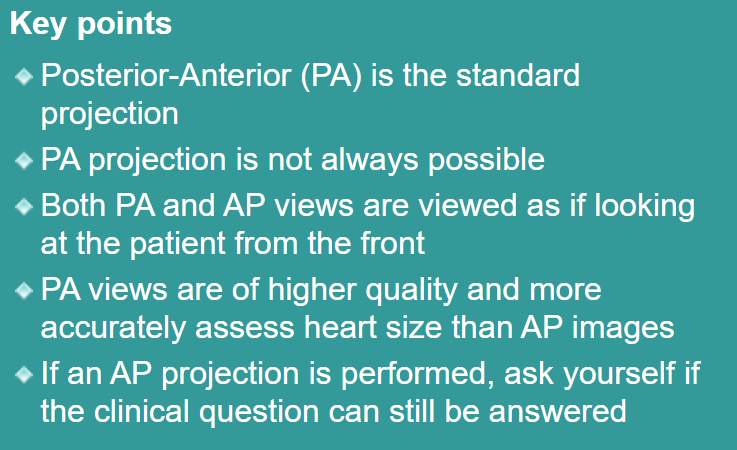 Key points
Posterior-Anterior (PA) is the standard
projection
PA projection is not always possible
Both PA and AP views are viewed as if looking
at the patient from the front
PA views are of higher quality and more
accurately assess heart size than AP images
If an AP projection is performed, ask yourself if
the clinical question can still be answered